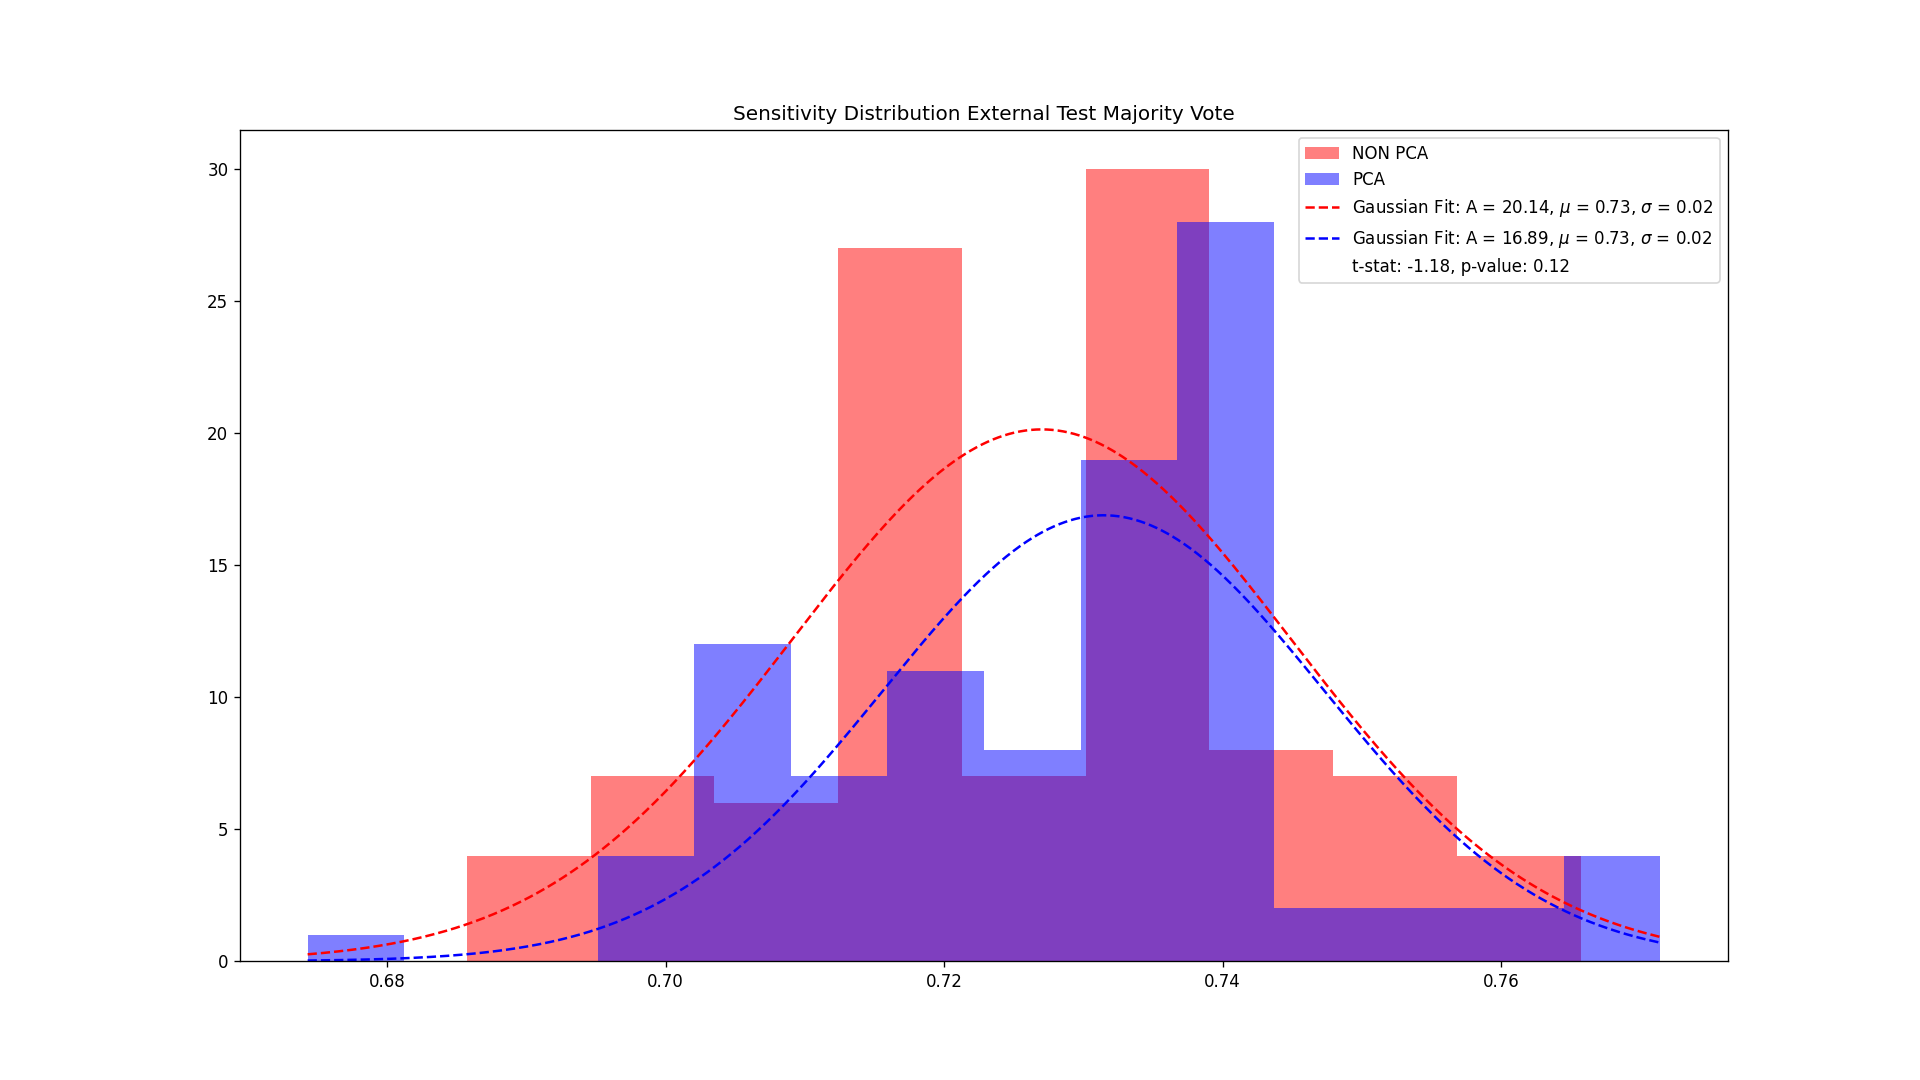 Sensitivity Distribution External Test Majority Vote
NON PCA
PCA
Gaussian Fit: A = 20.14, μ = 0.73, σ = 0.02
Gaussian Fit: A = 16.89, μ = 0.73, σ = 0.02
t-stat: -1.18, p-value: 0.12
30
25
20
15
10
5
0
0.68 0.70 0.72 0.74 0.76